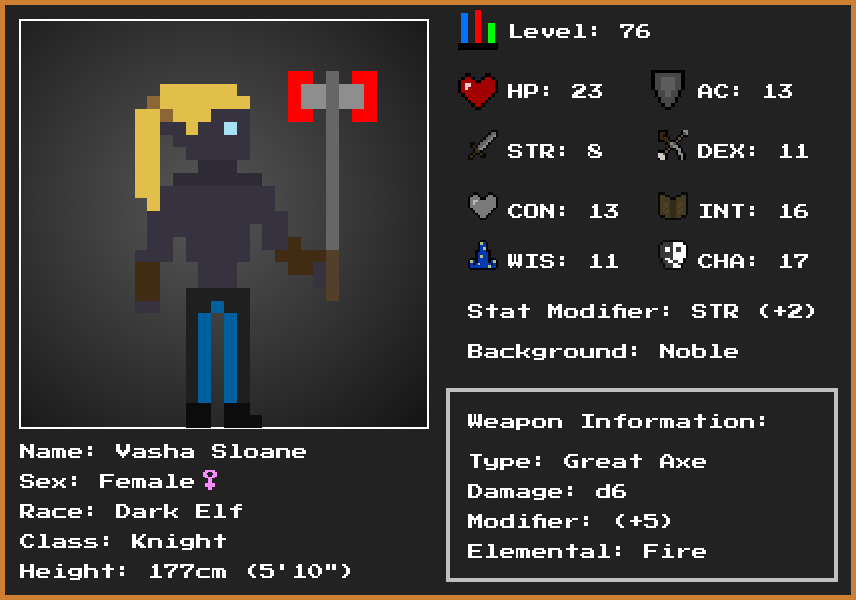 Level: 76
HP: 23
AC: 13
STR: 8
DEX: 11
CON: 13
INT: 16
WIS: 11
CHA: 17
Stat Modifier: STR (+2)
Background: Noble
Weapon Information:
Type: Great Axe
Damage: d6
Modifier: (+5)
Elemental: Fire
Name: Vasha Sloane
Sex: Female♀
Race: Dark Elf
Class: Knight
Height: 177cm (5'10")